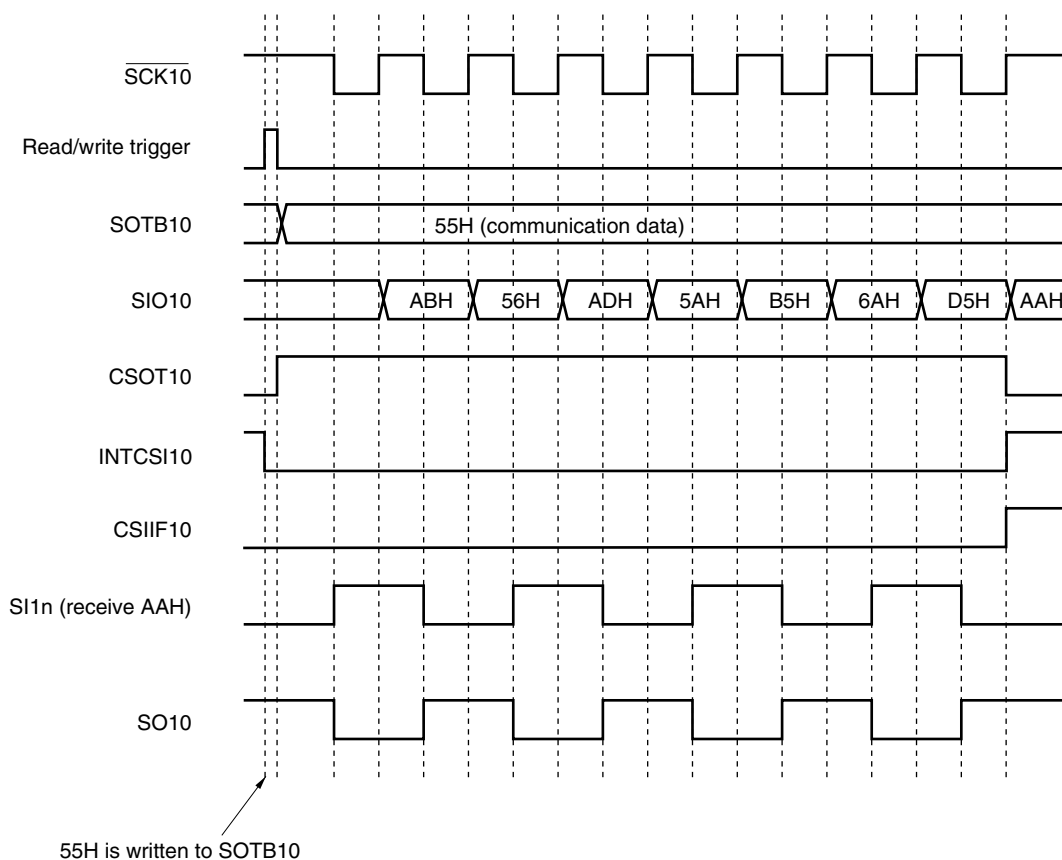 SCK10
Read/write trigger
SOTB10
55H (communication data)
SIO10
ABH 56H ADH 5AH B5H 6AH D5H AAH
CSOT10
INTCSI10
CSIIF10
SI1n (receive AAH)
SO10
55H is written to SOTB10